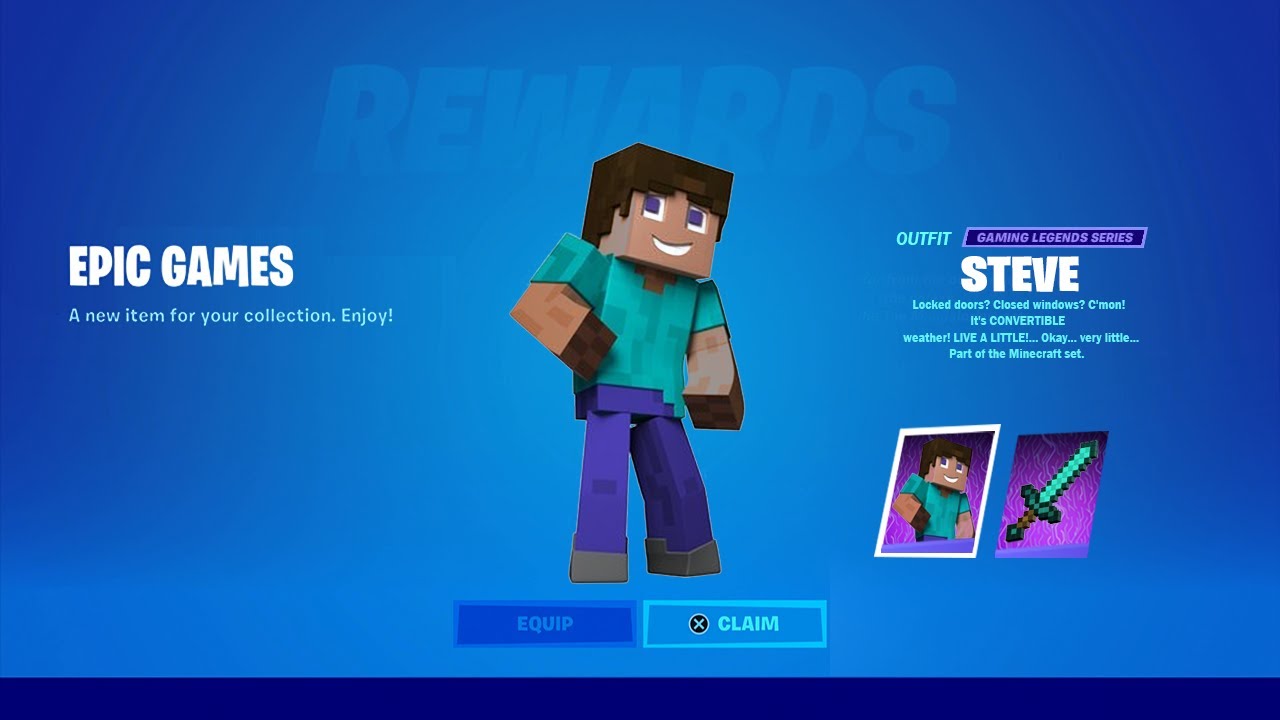 REWARDS
EPIC GAMES
A new item for your collection. Enjoy!
OUTFIT GAMING LEGENDS SERIES
STEVE
Locked doors? Closed windows? C'mon!
It's CONVERTIBLE
weather! LIVE A LITTLE!... Okay... very little...
Part of the Minecraft set.
EQUIP
CLAIM